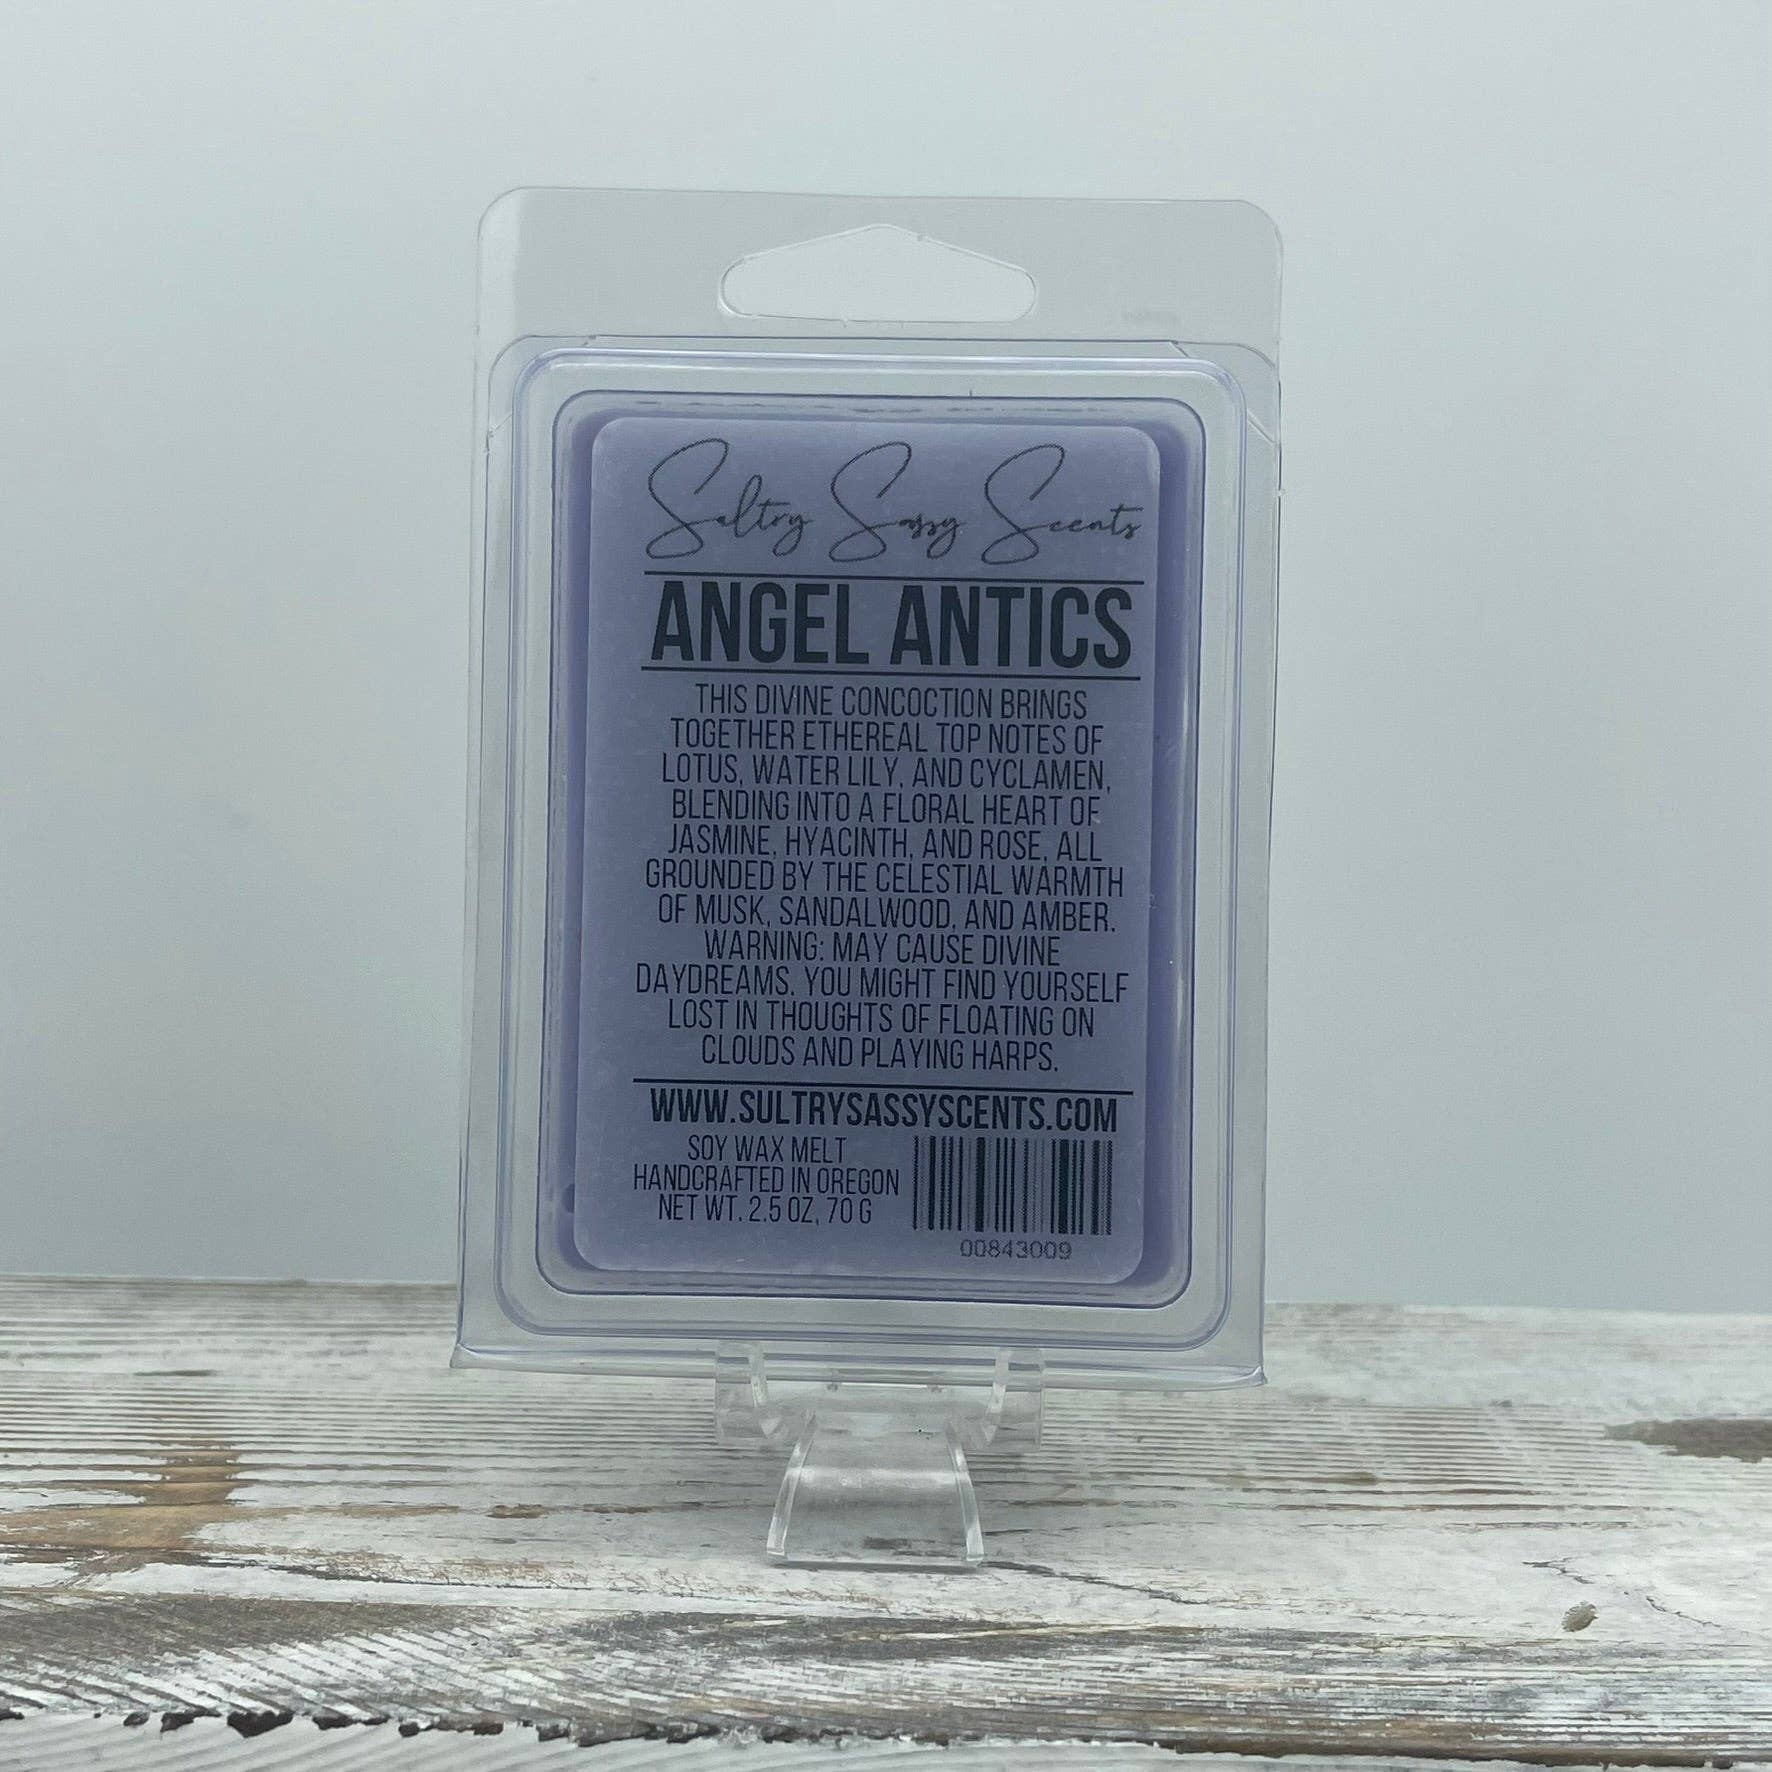 Sultry Sassy Scents
ANGEL ANTICS
THIS DIVINE CONCOCTION BRINGS
TOGETHER ETHEREAL TOP NOTES OF
LOTUS, WATER LILY, AND CYCLAMEN,
BLENDING INTO A FLORAL HEART OF
JASMINE, HYACINTH, AND ROSE, ALL
GROUNDED BY THE CELESTIAL WARMTH
OF MUSK, SANDALWOOD, AND AMBER.
WARNING: MAY CAUSE DIVINE
DAYDREAMS. YOU MIGHT FIND YOURSELF
LOST IN THOUGHTS OF FLOATING ON
CLOUDS AND PLAYING HARPS.
WWW.SULTRYSASSYSCENTS.COM
SOY WAX MELT
HANDCRAFTED IN OREGON
NET WT. 2.5 OZ, 70 G
00843009